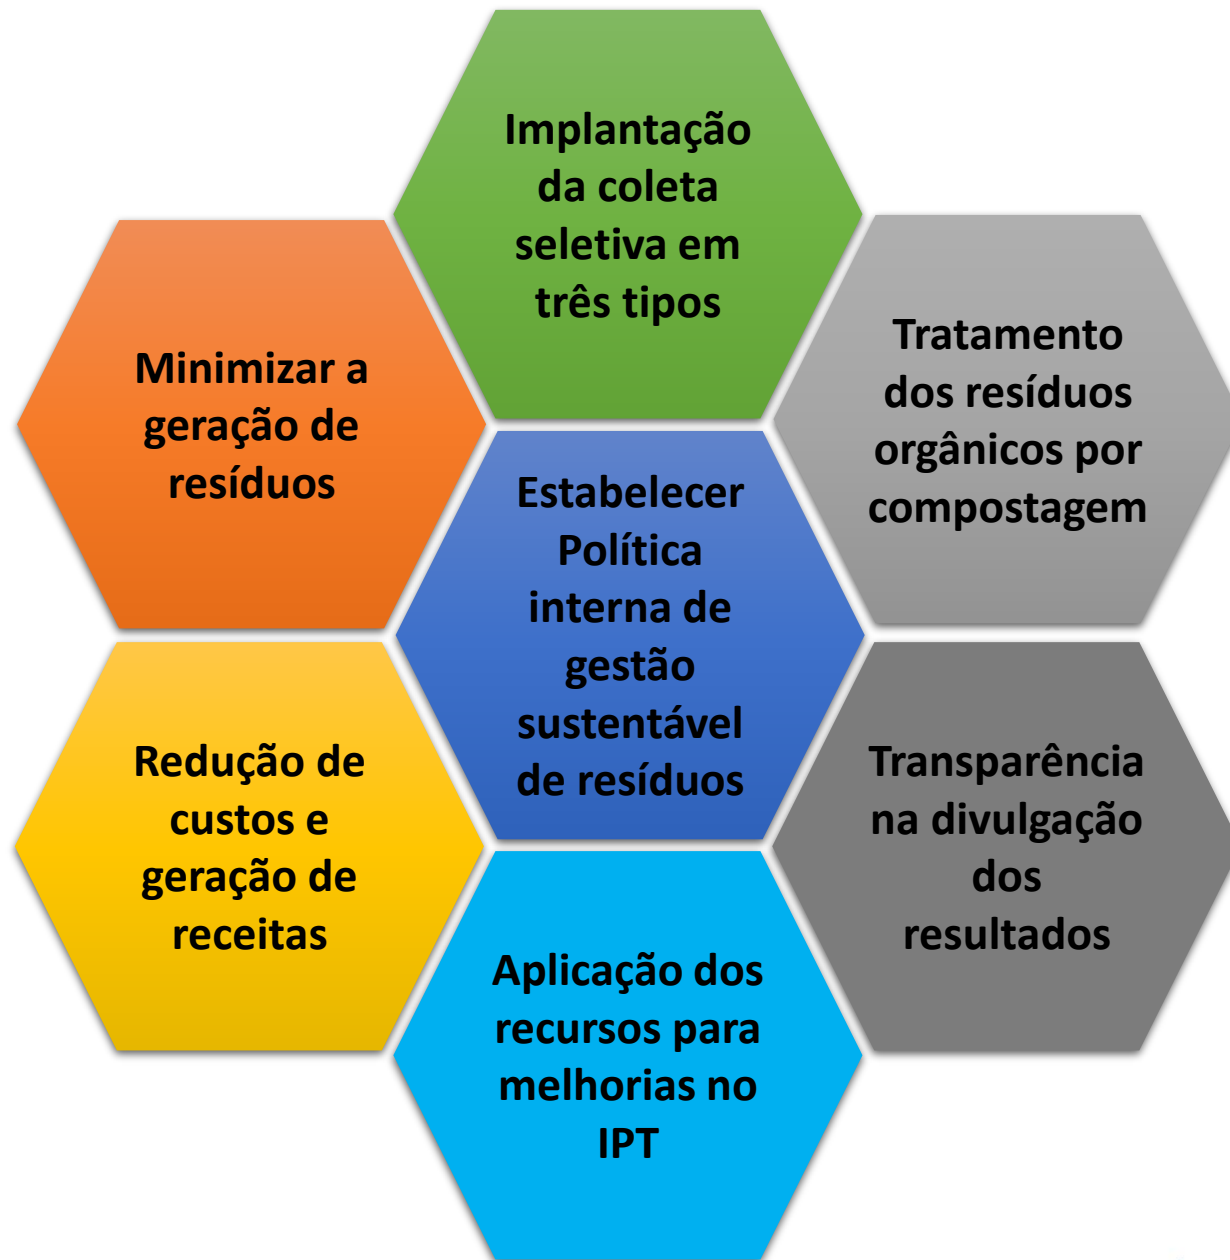 Implantação
da coleta
seletiva em
três tipos
Minimizar a
geração de
resíduos
Tratamento
dos resíduos
orgânicos por
compostagem
Estabelecer
Política
interna de
gestão
sustentável
de resíduos
Redução de
custos e
geração de
receitas
Transparência
na divulgação
dos
resultados
Aplicação dos
recursos para
melhorias no
IPT